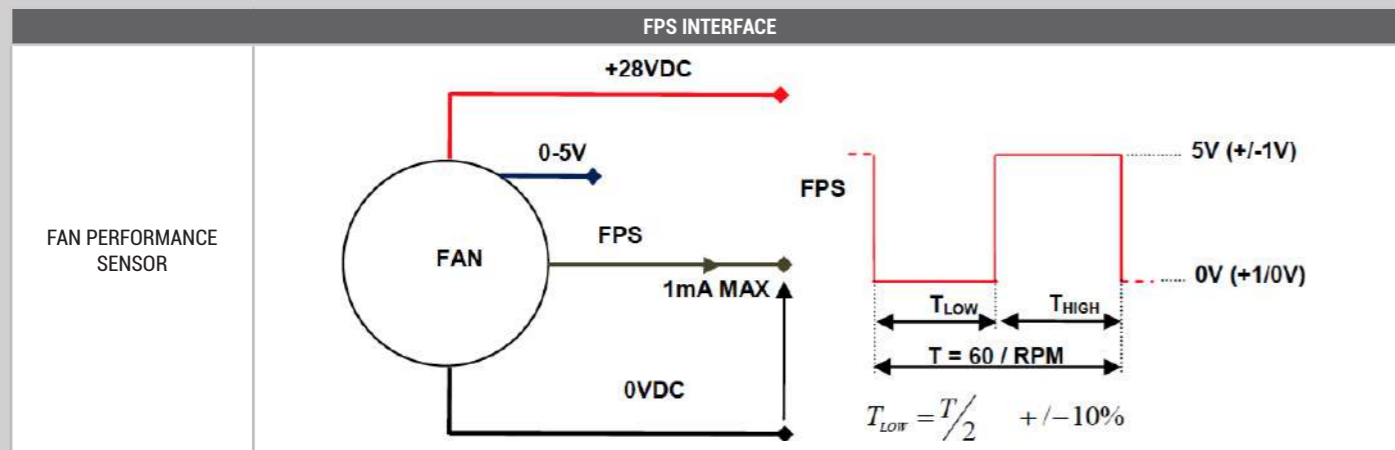 FPS INTERFACE
FAN PERFORMANCE
SENSOR
+28VDC
0-5V
FAN
FPS
1mA MAX
0VDC
FPS
5V (+/-1V)
0V (+1/0V)
TLOW
THIGH
T = 60 / RPM
TLOW = T/2 +/-10%